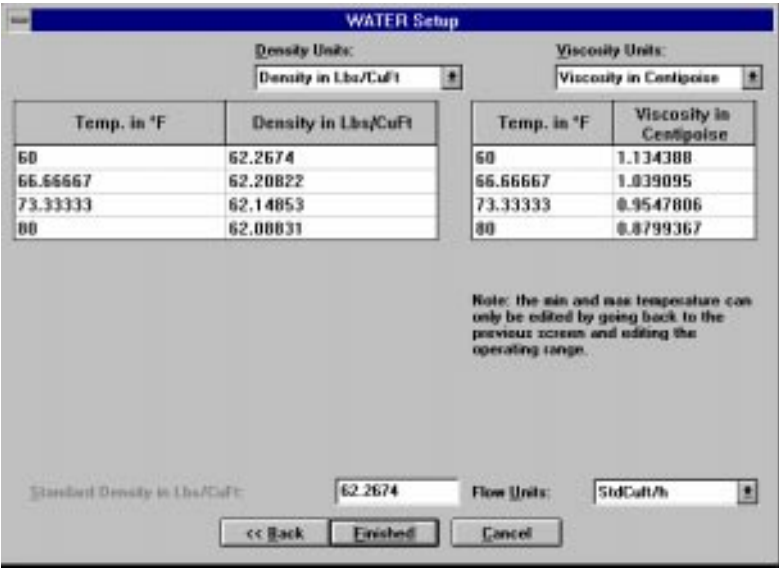 WATER Setup
Density Units: Viscosity Units:
Density in Lbs/CuFt Viscosity in Centipoise
Temp. in °F Density in Lbs/CuFt
60 62.2674
66.66667 62.20822
73.33333 62.14853
80 62.08831
Temp. in °F Viscosity in Centipoise
60 1.134388
66.66667 1.039095
73.33333 0.9547806
80 0.8799367
Note: the min and max temperature can
only be edited by going back to the
previous screen and editing the
operating range.
Standard Density in Lbs/CuFt: 62.2674 Flow Units: StdCuft/h
<< Back Finished Cancel